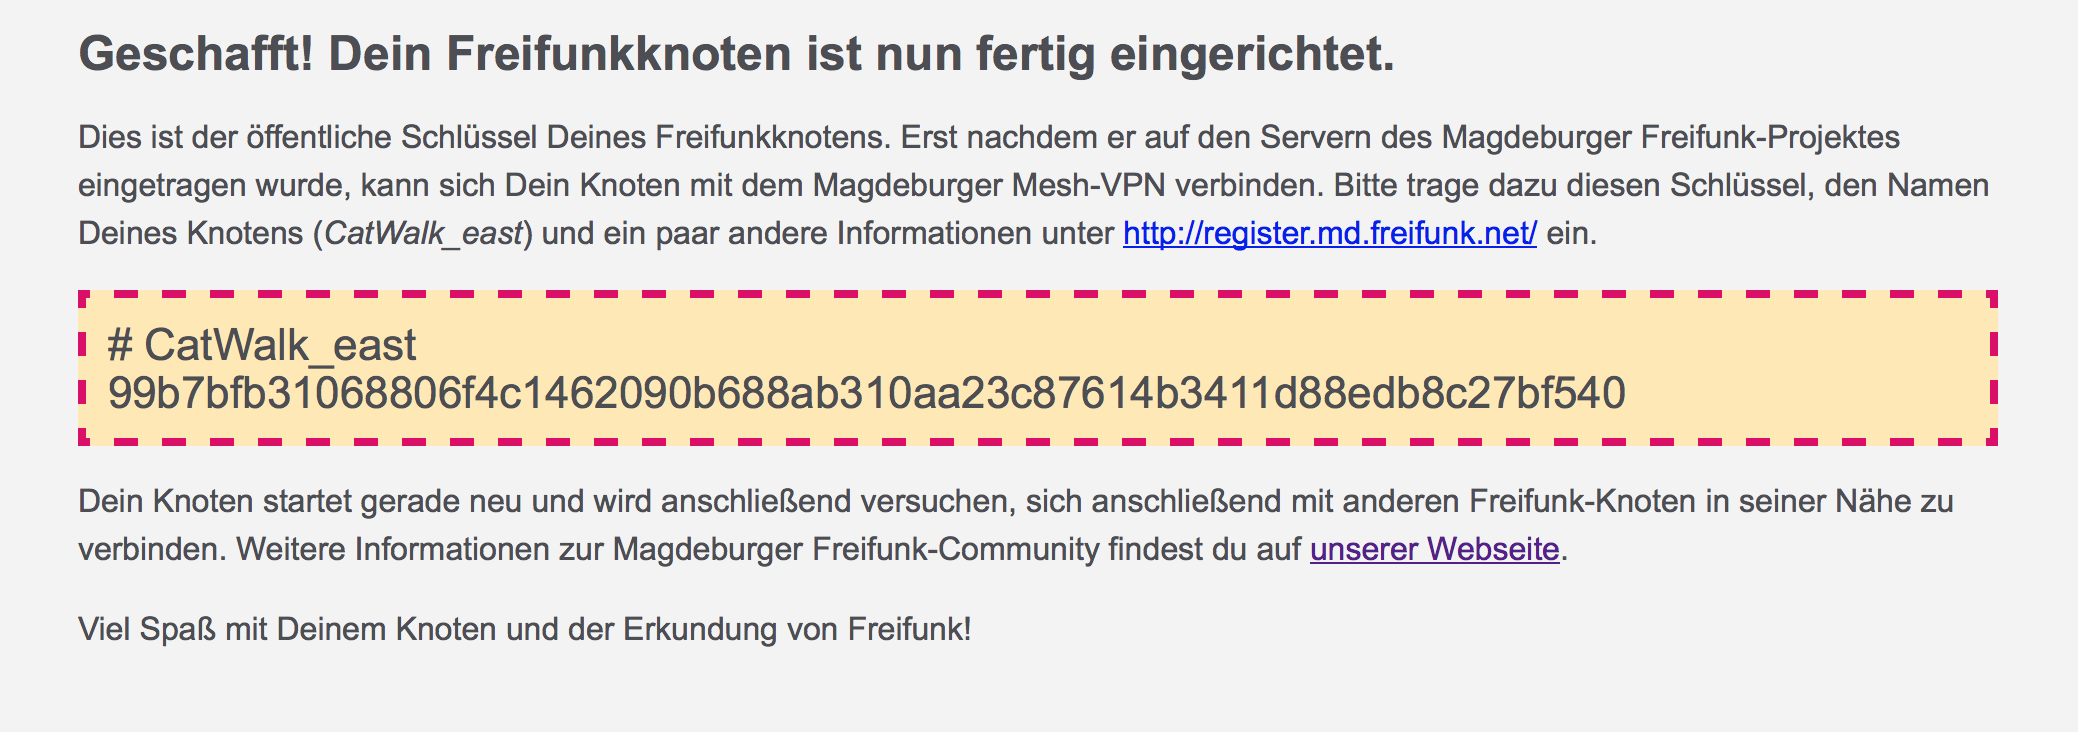 Geschafft! Dein Freifunkknoten ist nun fertig eingerichtet.
Dies ist der öffentliche Schlüssel Deines Freifunkknotens. Erst nachdem er auf den Servern des Magdeburger Freifunk-Projektes
eingetragen wurde, kann sich Dein Knoten mit dem Magdeburger Mesh-VPN verbinden. Bitte trage dazu diesen Schlüssel, den Namen
Deines Knotens (CatWalk_east) und ein paar andere Informationen unter http://register.md.freifunk.net/ ein.
# CatWalk_east
99b7bfb31068806f4c1462090b688ab310aa23c87614b3411d88edb8c27bf540
Dein Knoten startet gerade neu und wird anschließend versuchen, sich anschließend mit anderen Freifunk-Knoten in seiner Nähe zu
verbinden. Weitere Informationen zur Magdeburger Freifunk-Community findest du auf unserer Webseite.
Viel Spaß mit Deinem Knoten und der Erkundung von Freifunk!